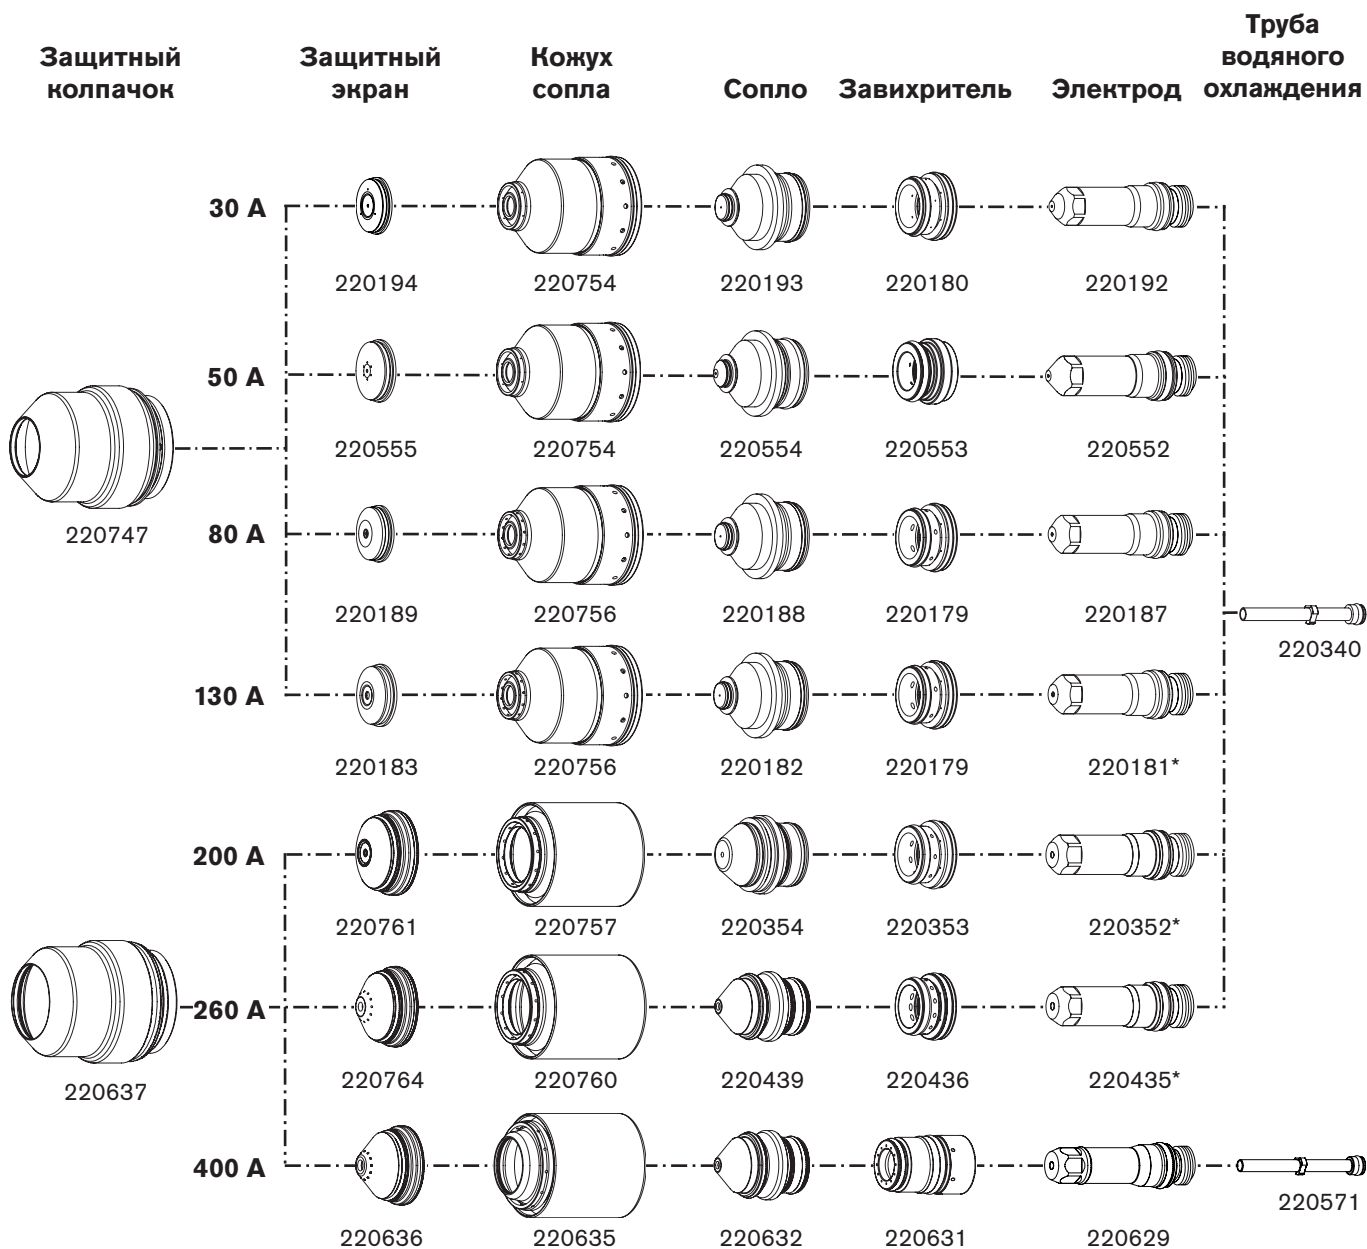 Защитный
колпачок
Защитный
экран
Кожух
сопла
Сопло
Завихритель
Электрод
Труба
водяного
охлаждения
30 А
220194
220754
220193
220180
220192
50 А
220555
220754
220554
220553
220552
220747
80 А
220189
220756
220188
220179
220187
220340
130 А
220183
220756
220182
220179
220181*
200 А
220761
220757
220354
220353
220352*
260 А
220637
220764
220760
220439
220436
220435*
400 А
220571
220636
220635
220632
220631
220629